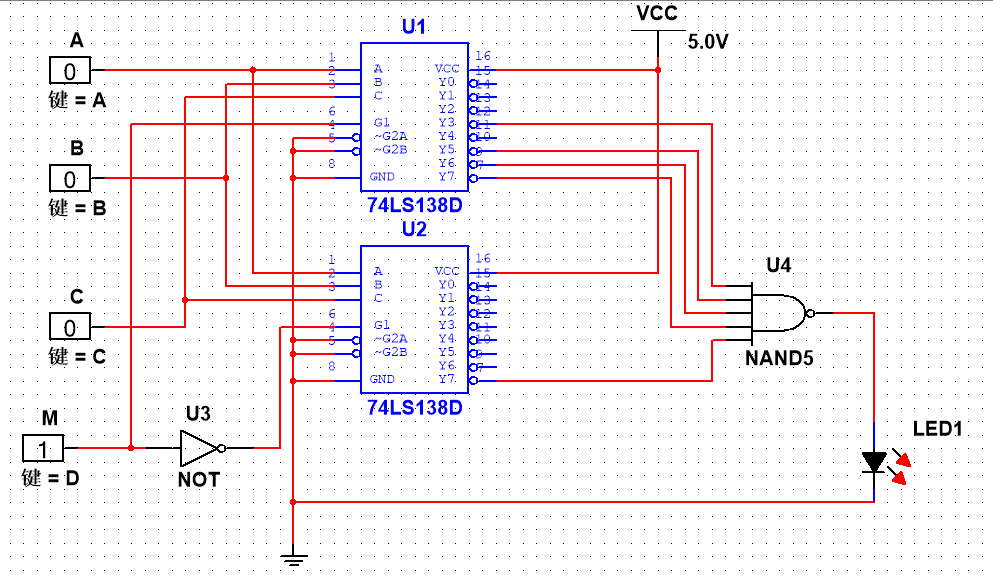 A
0
键 = A
B
0
键 = B
C
0
键 = C
M
1
键 = D
U3
NOT
U1
1
2
3
6
4
5
8
A
B
C
G1
~G2A
~G2B
GND
VCC
Y0
Y1
Y2
Y3
Y4
Y5
Y6
Y7
16
15
14
13
12
11
10
9
7
74LS138D
U2
1
2
3
6
4
5
8
A
B
C
G1
~G2A
~G2B
GND
VCC
Y0
Y1
Y2
Y3
Y4
Y5
Y6
Y7
16
15
14
13
12
11
10
9
7
74LS138D
VCC
5.0V
U4
NAND5
LED1